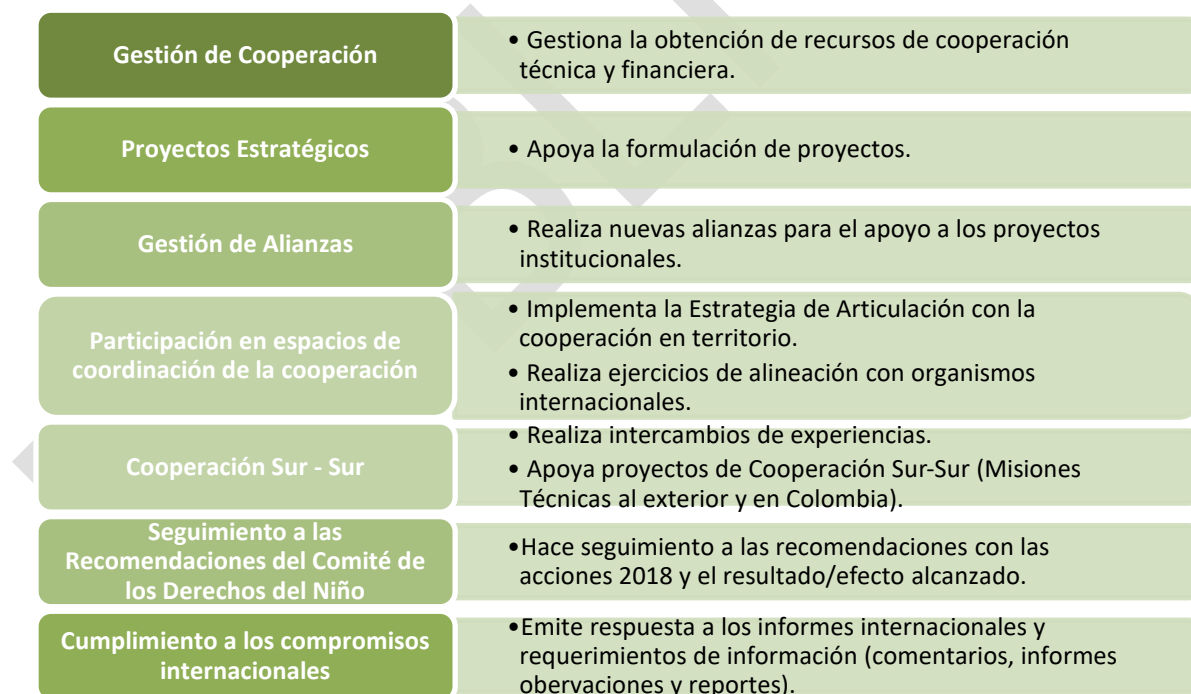 Gestión de Cooperación
• Gestiona la obtención de recursos de cooperación
técnica y financiera.
Proyectos Estratégicos
• Apoya la formulación de proyectos.
Gestión de Alianzas
• Realiza nuevas alianzas para el apoyo a los proyectos
institucionales.
Participación en espacios de
coordinación de la cooperación
• Implementa la Estrategia de Articulación con la
cooperación en territorio.
• Realiza ejercicios de alineación con organismos
internacionales.
Cooperación Sur - Sur
• Realiza intercambios de experiencias.
• Apoya proyectos de Cooperación Sur-Sur (Misiones
Técnicas al exterior y en Colombia).
Seguimiento a las
Recomendaciones del Comité de
los Derechos del Niño
•Hace seguimiento a las recomendaciones con las
acciones 2018 y el resultado/efecto alcanzado.
Cumplimiento a los compromisos
internacionales
•Emite respuesta a los informes internacionales y
requerimientos de información (comentarios, informes
obervaciones y reportes).